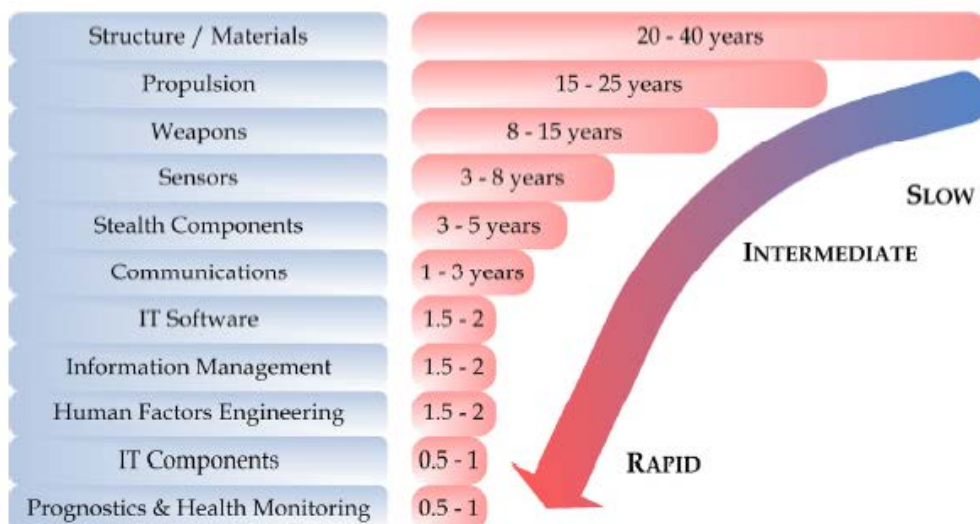 Structure / Materials 20 - 40 years
Propulsion 15 - 25 years
Weapons 8 - 15 years
Sensors 3 - 8 years
SLOW
Stealth Components 3 - 5 years
INTERMEDIATE
Communications 1 - 3 years
IT Software 1.5 - 2
Information Management 1.5 - 2
Human Factors Engineering 1.5 - 2
IT Components 0.5 - 1
RAPID
Prognostics & Health Monitoring 0.5 - 1